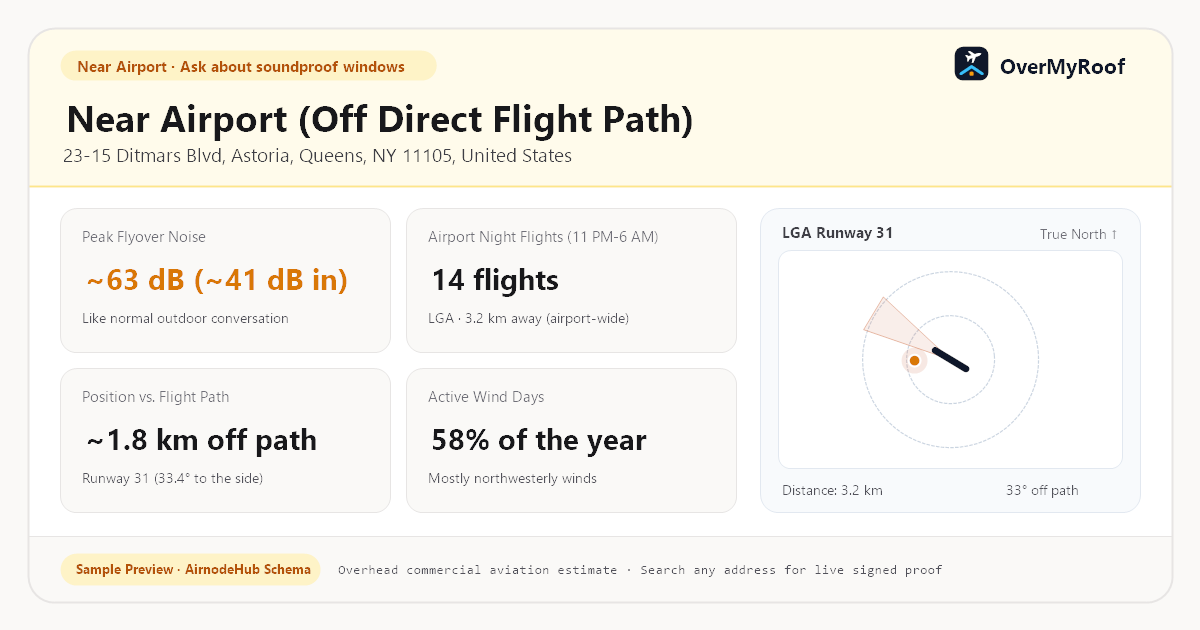 Near Airport · Ask about soundproof windows
OverMyRoof
Near Airport (Off Direct Flight Path)
23-15 Ditmars Blvd, Astoria, Queens, NY 11105, United States
Peak Flyover Noise
~63 dB (~41 dB in)
Like normal outdoor conversation
Airport Night Flights (11 PM-6 AM)
14 flights
LGA · 3.2 km away (airport-wide)
Position vs. Flight Path
~1.8 km off path
Runway 31 (33.4° to the side)
Active Wind Days
58% of the year
Mostly northwesterly winds
LGA Runway 31
True North ↑
Distance: 3.2 km
33° off path
Sample Preview · AirnodeHub Schema
Overhead commercial aviation estimate · Search any address for live signed proof